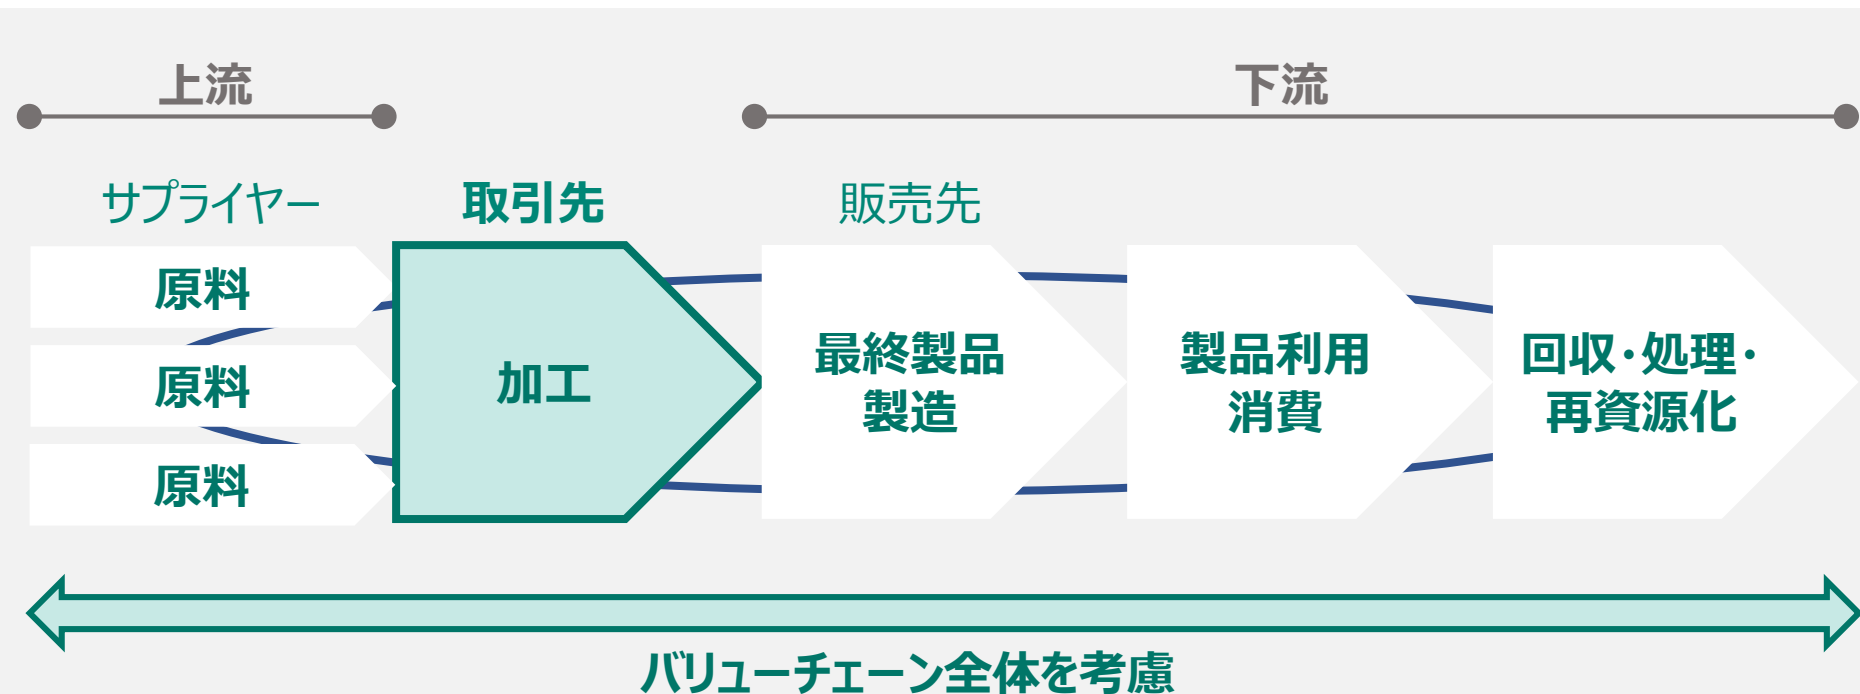 上流
下流
サプライヤー
取引先
販売先
原料
原料
原料
加工
最終製品
製造
製品利用
消費
回収・処理・
再資源化
バリューチェーン全体を考慮